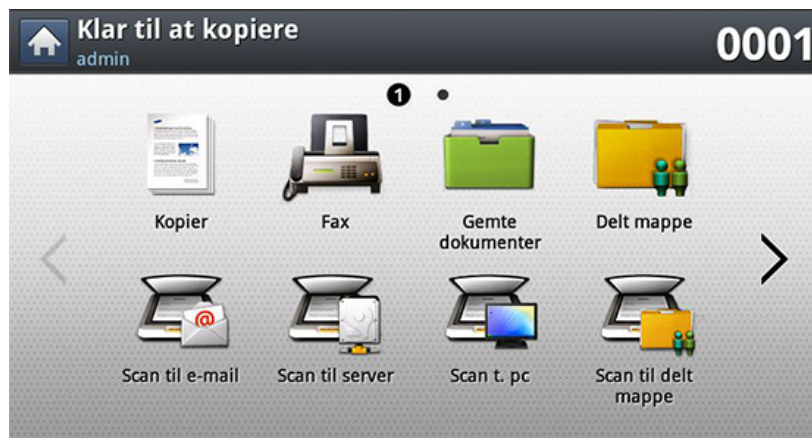 Klar til at kopiere
admin
0001
1
Kopier
Fax
Gemte
dokumenter
Delt mappe
@
Scan til e-mail
Scan til server
Scan t. pc
Scan til delt
mappe